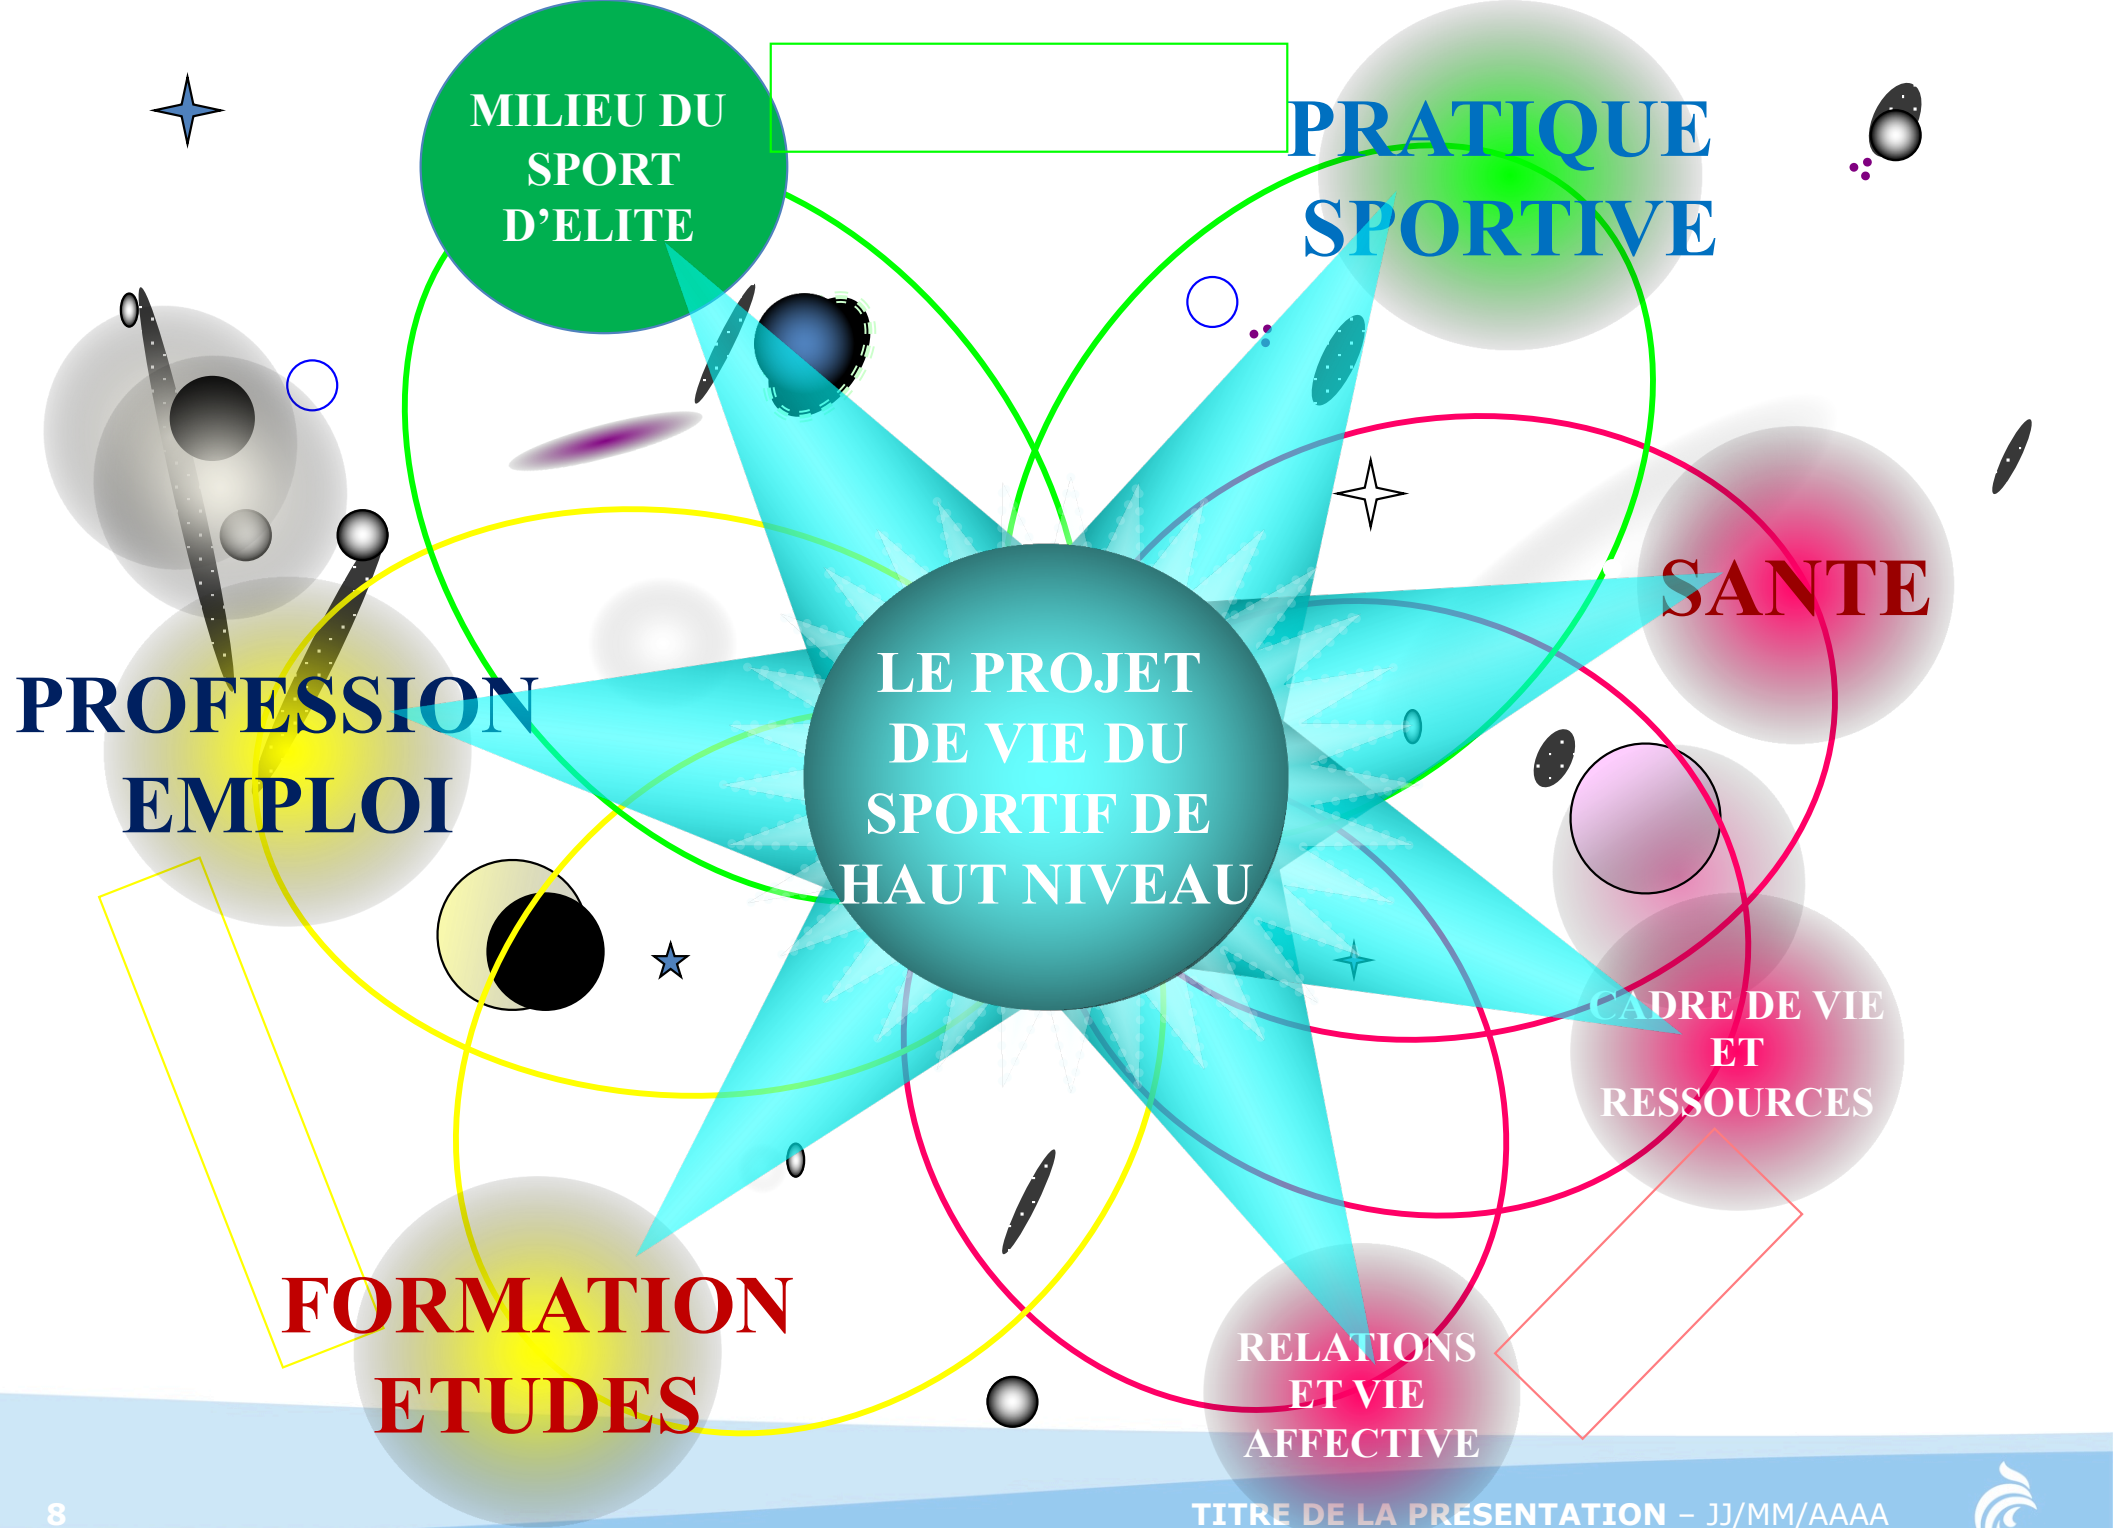 MILIEU DU
SPORT
D’ELITE
PRATIQUE
SPORTIVE
SANTE
PROFESSION
EMPLOI
LE PROJET
DE VIE DU
SPORTIF DE
HAUT NIVEAU
CADRE DE VIE
ET
RESSOURCES
FORMATION
ETUDES
RELATIONS
ET VIE
AFFECTIVE
8
TITRE DE LA PRESENTATION – JJ/MM/AAAA